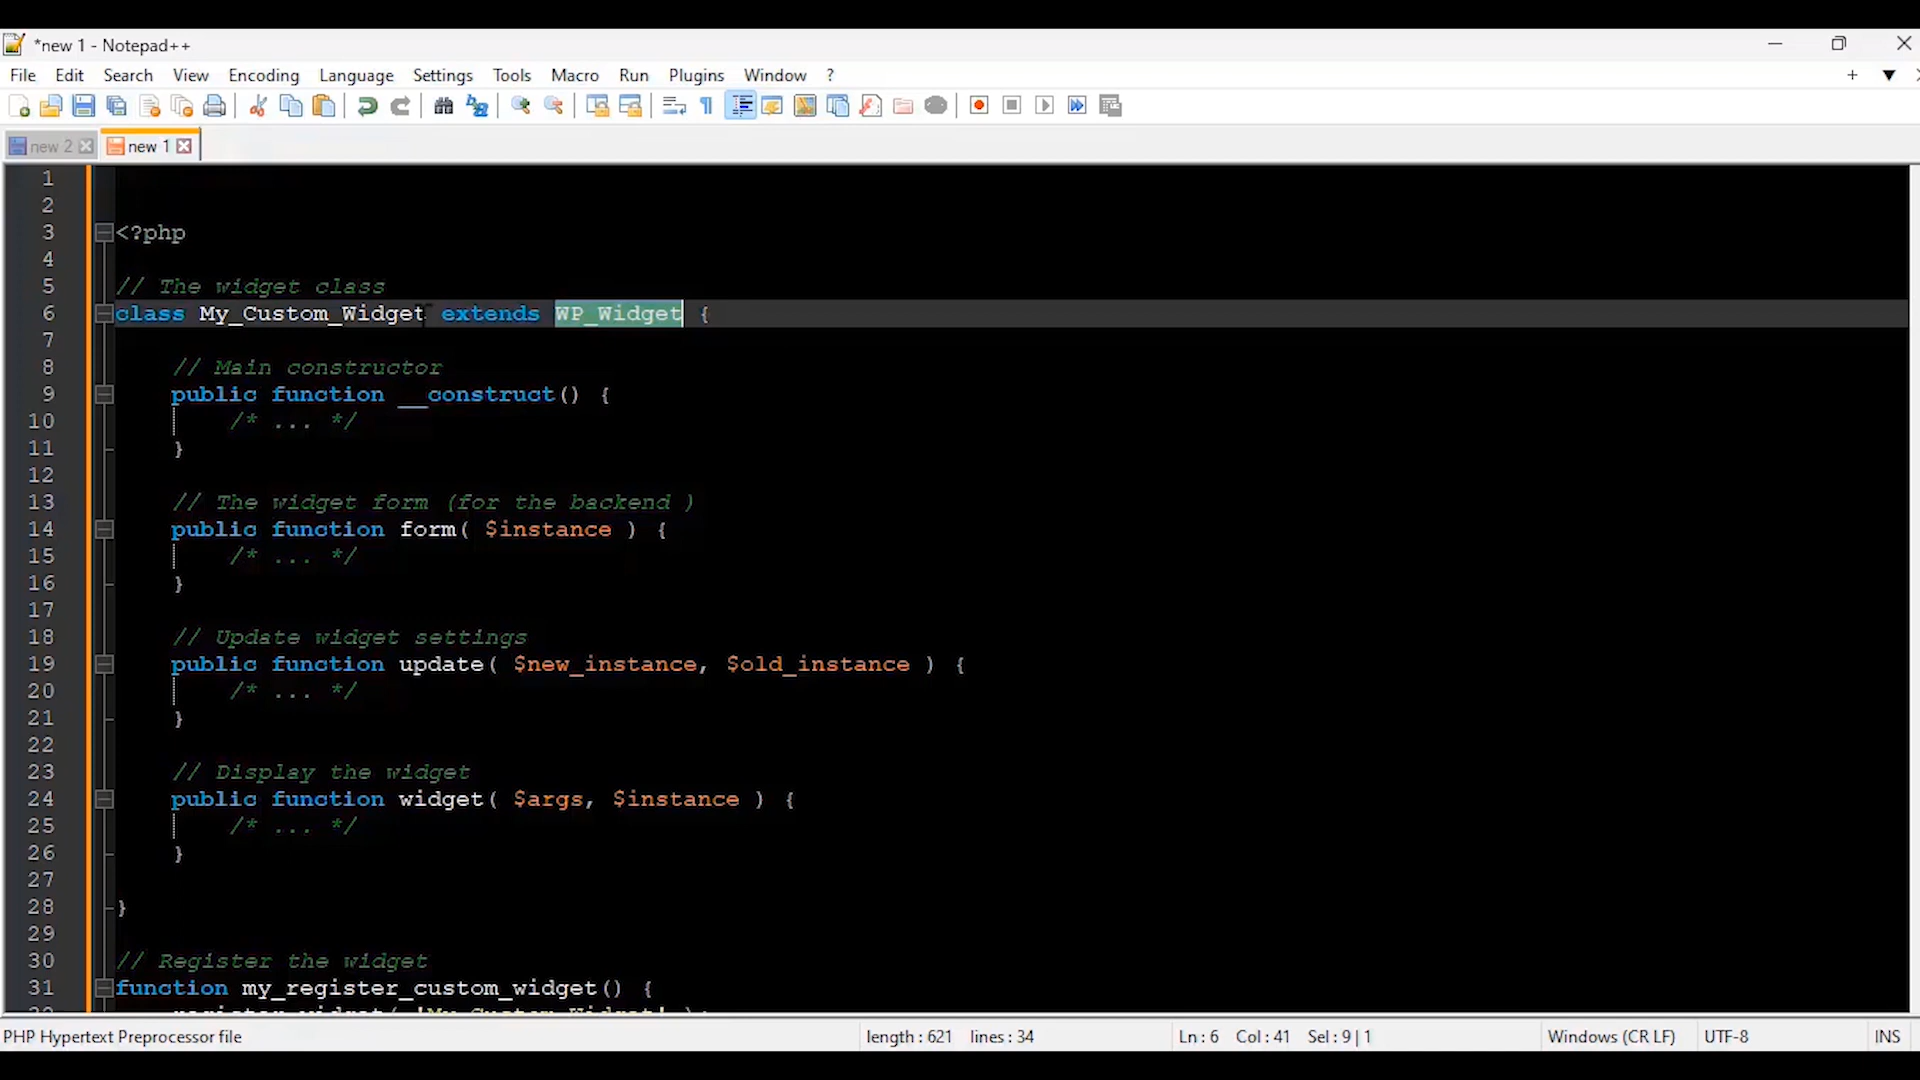 *new 1 - Notepad++
File Edit Search View Encoding Language Settings Tools Macro Run Plugins Window ?
new 2 new 1
1
2
3 <?php
4
5 // The widget class
6 class My_Custom_Widget extends WP_Widget {
7
8 // Main constructor
9 public function __construct() {
10 /* ... */
11 }
12
13 // The widget form (for the backend )
14 public function form( $instance ) {
15 /* ... */
16 }
17
18 // Update widget settings
19 public function update( $new_instance, $old_instance ) {
20 /* ... */
21 }
22
23 // Display the widget
24 public function widget( $args, $instance ) {
25 /* ... */
26 }
27
28 }
29
30 // Register the widget
31 function my_register_custom_widget() {
32 register_widget( 'My_Custom_Widget' );
PHP Hypertext Preprocessor file length : 621 lines : 34 Ln : 6 Col : 41 Sel : 9 | 1 Windows (CR LF) UTF-8 INS